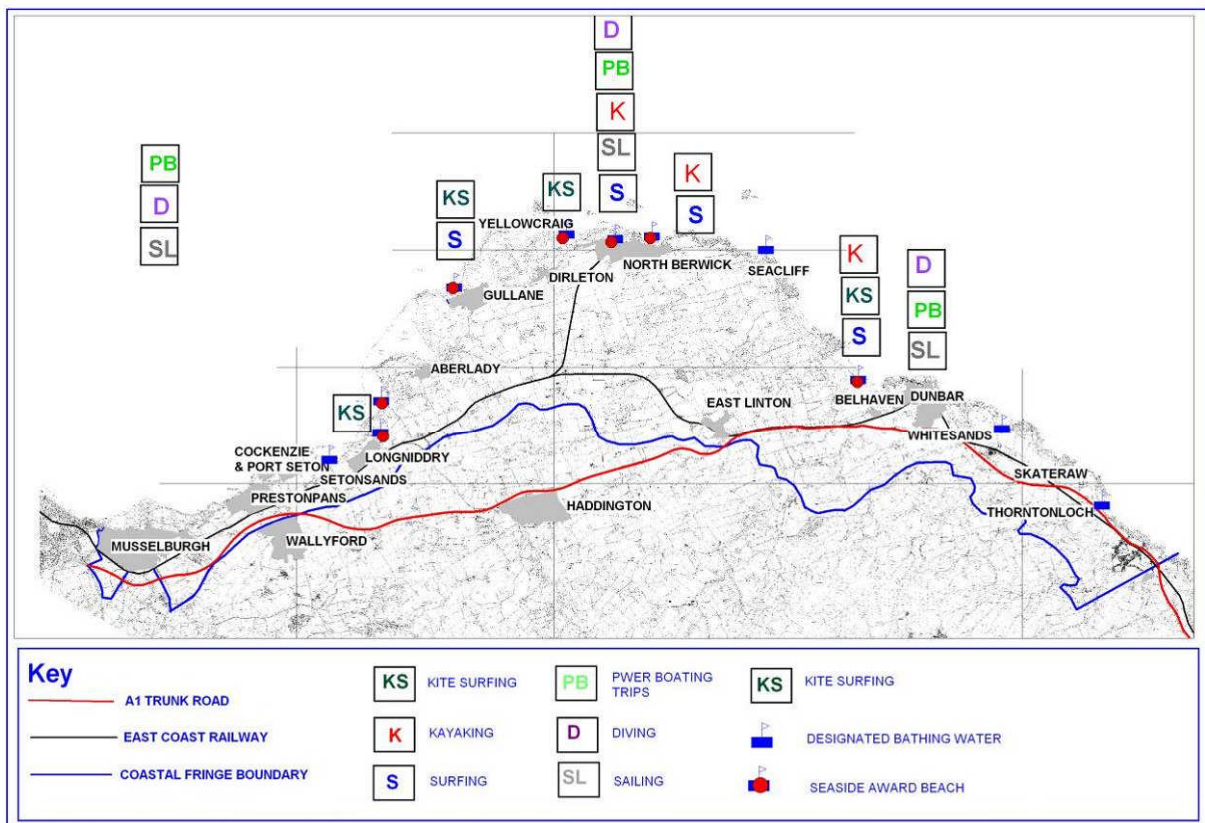 D
PB
K
SL
S
PB
D
SL
KS
S
KS
K
S
YELLOWCRAIG
NORTH BERWICK
DIRLETON
SEACLIFF
GULLANE
K
KS
S
D
PB
SL
ABERLADY
KS
EAST LINTON
BELHAVEN
DUNBAR
WHITESANDS
COCKENZIE
& PORT SETON
LONGNIDDRY
SETONSANDS
PRESTONPANS
HADDINGTON
SKATERAW
THORNTONLOCH
MUSSELBURGH
WALLYFORD
Key
A1 TRUNK ROAD
EAST COAST RAILWAY
COASTAL FRINGE BOUNDARY
KS KITE SURFING
K KAYAKING
S SURFING
PB PWER BOATING
TRIPS
D DIVING
SL SAILING
KS KITE SURFING
DESIGNATED BATHING WATER
SEASIDE AWARD BEACH